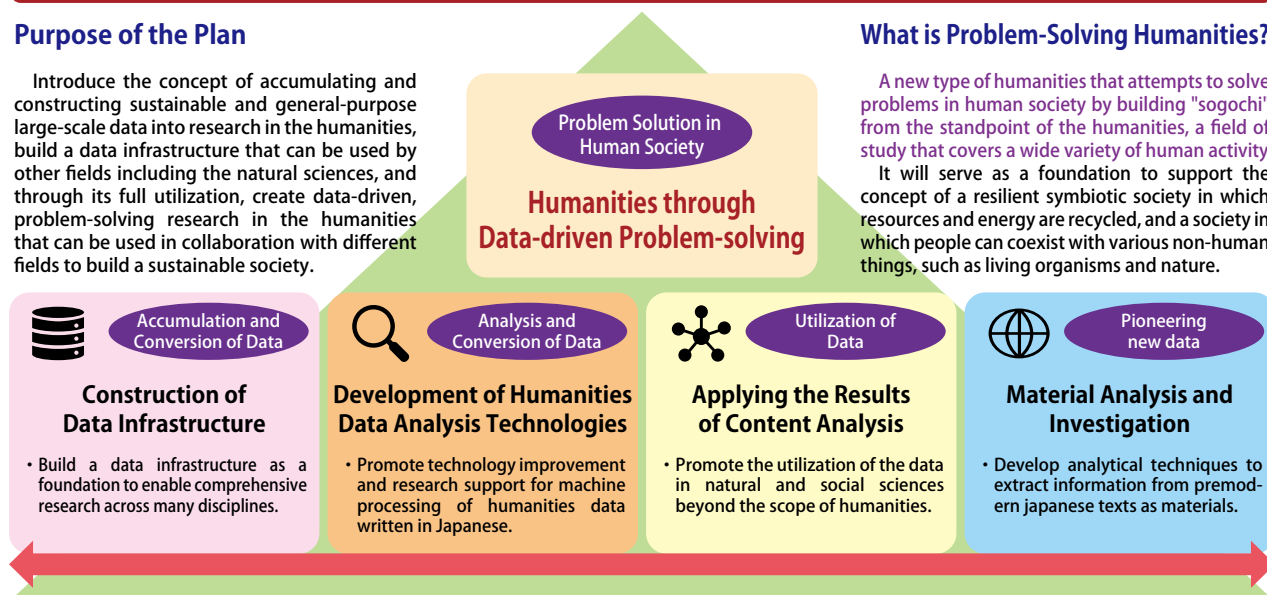 Purpose of the Plan
Introduce the concept of accumulating and
constructing sustainable and general-purpose
large-scale data into research in the humanities,
build a data infrastructure that can be used by
other fields including the natural sciences, and
through its full utilization, create data-driven,
problem-solving research in the humanities
that can be used in collaboration with different
fields to build a sustainable society.
Problem Solution in
Human Society
Humanities through
Data-driven Problem-solving
What is Problem-Solving Humanities?
A new type of humanities that attempts to solve
problems in human society by building "sogochi"
from the standpoint of the humanities, a field of
study that covers a wide variety of human activity
It will serve as a foundation to support the
concept of a resilient symbiotic society in which
resources and energy are recycled, and a society in
which people can coexist with various non-human
things, such as living organisms and nature.
Accumulation and
Conversion of Data
Construction of
Data Infrastructure
・Build a data infrastructure as a
foundation to enable comprehensive
research across many disciplines.
Analysis and
Conversion of Data
Development of Humanities
Data Analysis Technologies
・Promote technology improvement
and research support for machine
processing of humanities data
written in Japanese.
Utilization of
Data
Applying the Results
of Content Analysis
・Promote the utilization of the data
in natural and social sciences
beyond the scope of humanities.
Pioneering
new data
Material Analysis and
Investigation
・Develop analytical techniques to
extract information from premod-
ern japanese texts as materials.